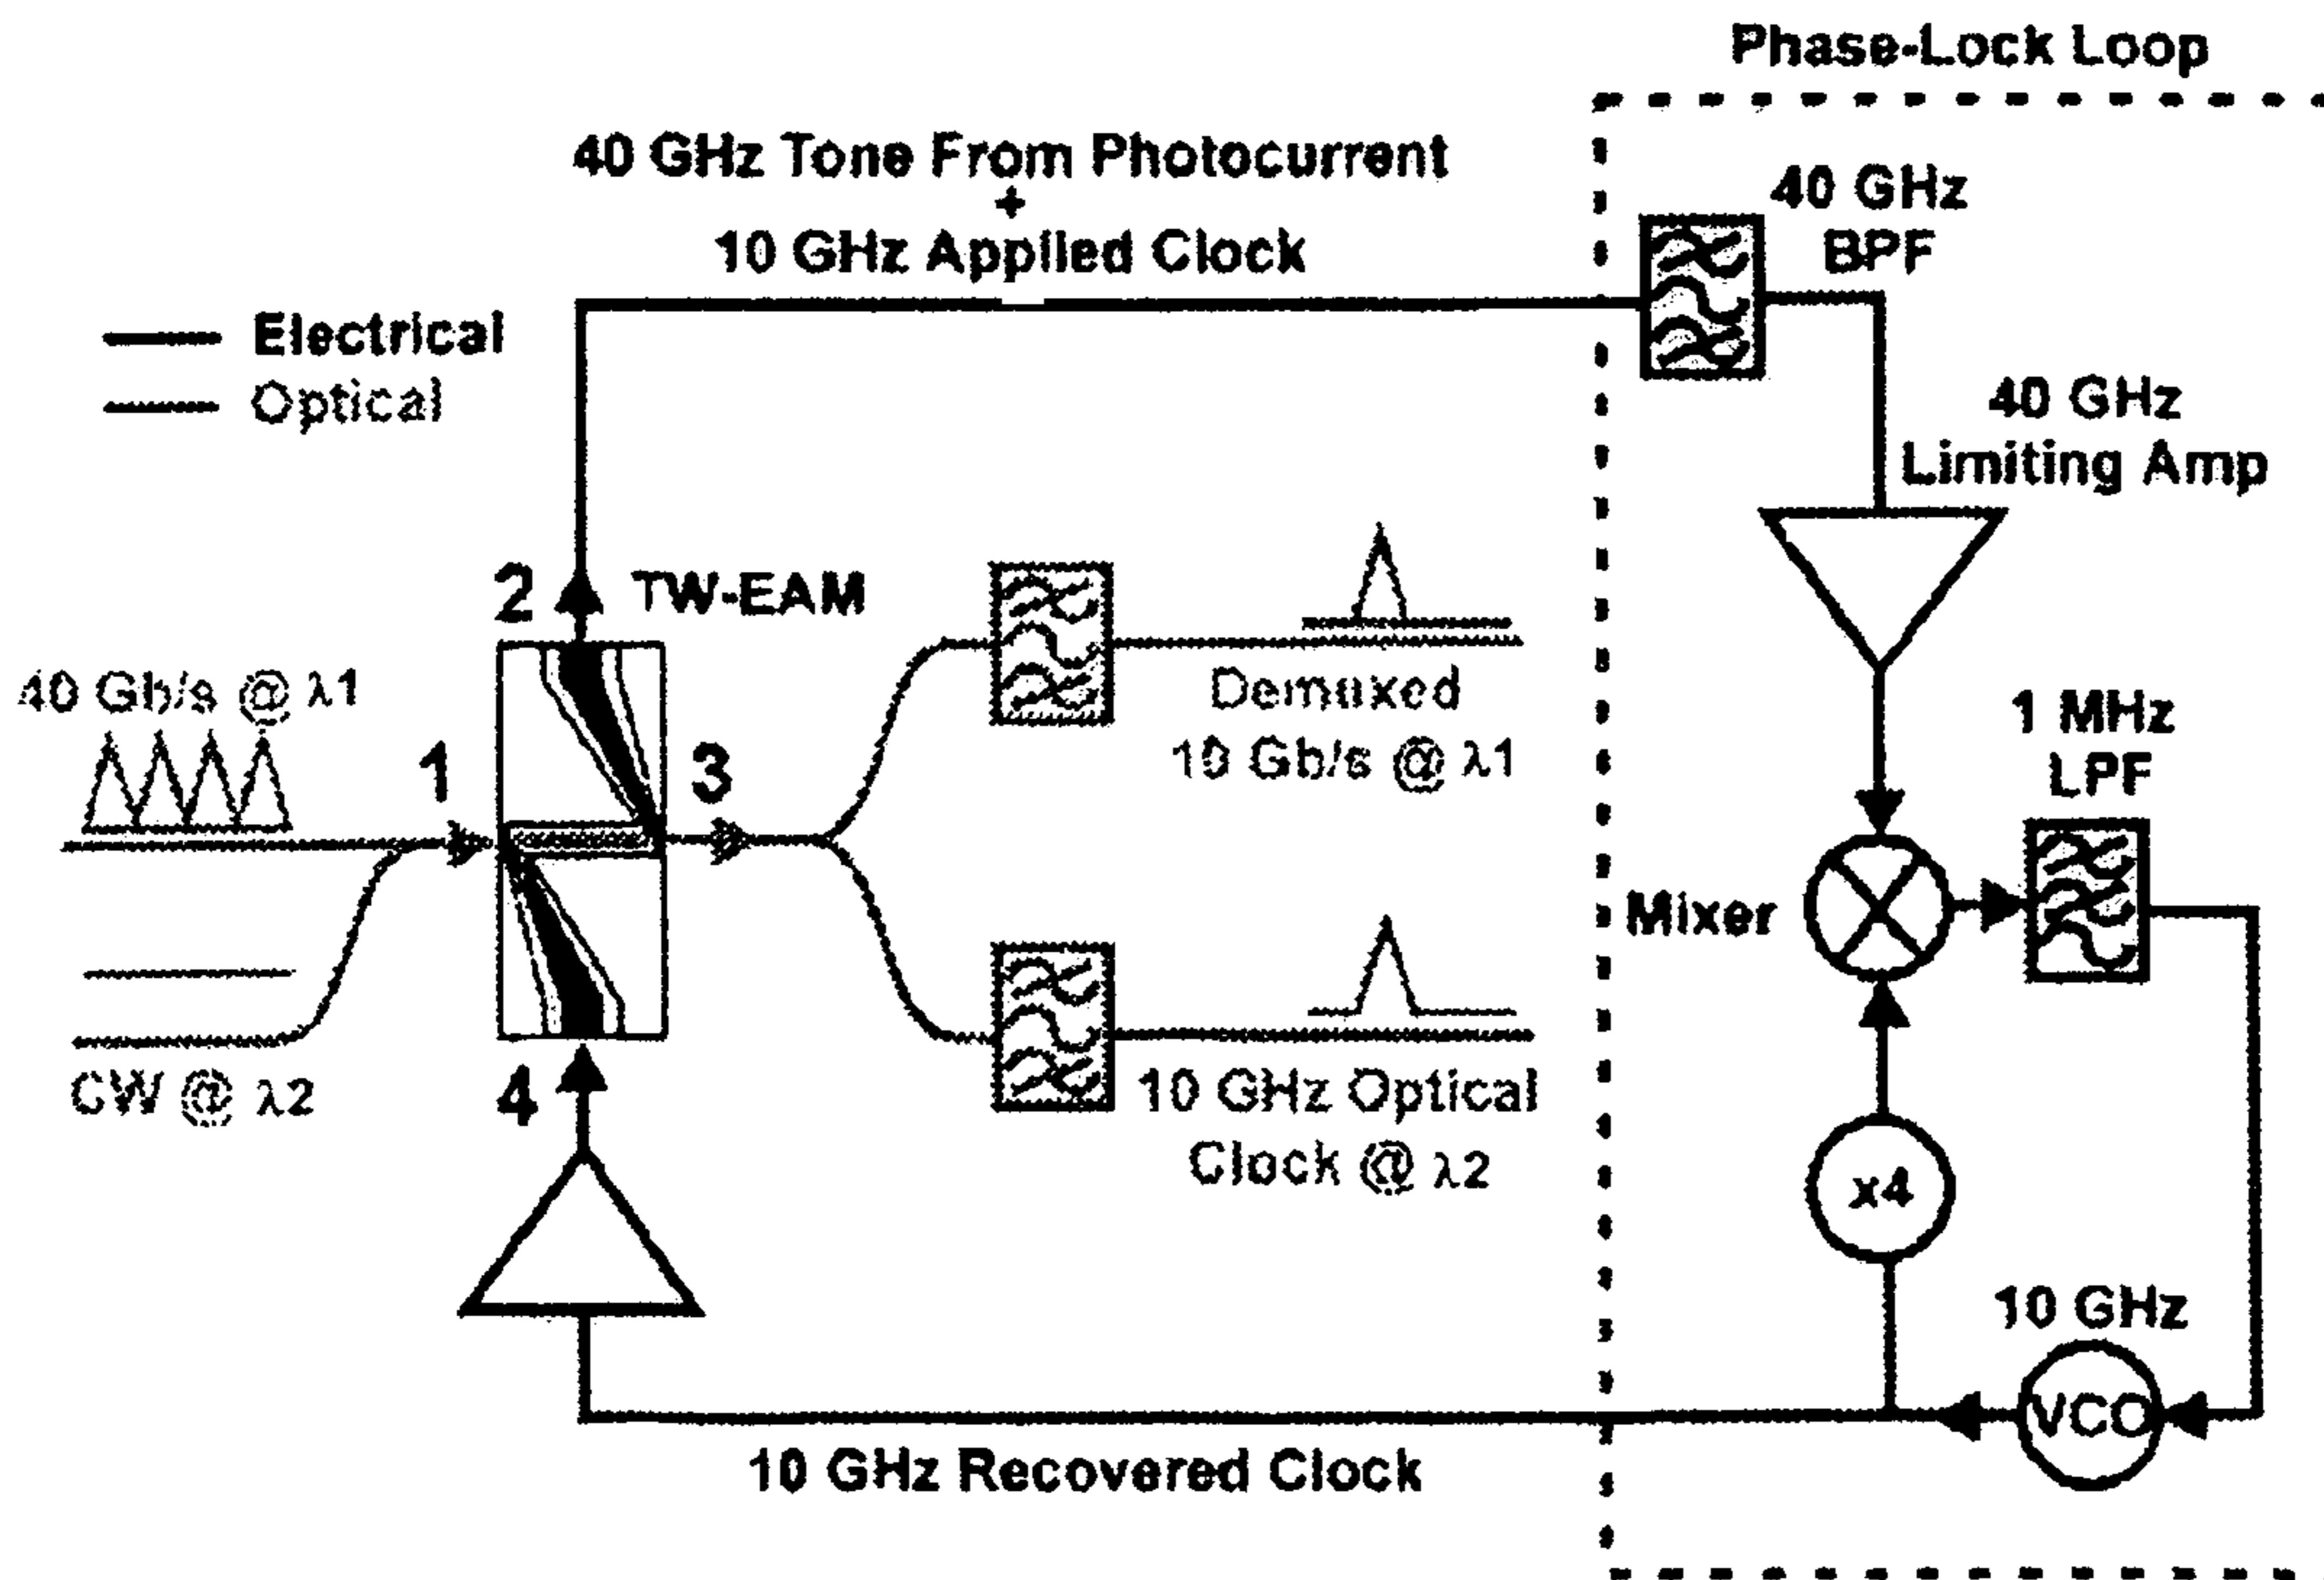 Phase-Lock Loop
40 GHz Tone From Photocurrent
+
10 GHz Applied Clock
40 GHz
BPF
Electrical
Optical
40 GHz
Limiting Amp
2
TW-EAM
40 Gb/s @ λ1
1
3
Demuxed
10 Gb/s @ λ1
1 MHz
LPF
Mixer
CW @ λ2
4
10 GHz Optical
Clock @ λ2
x4
10 GHz
VCO
10 GHz Recovered Clock